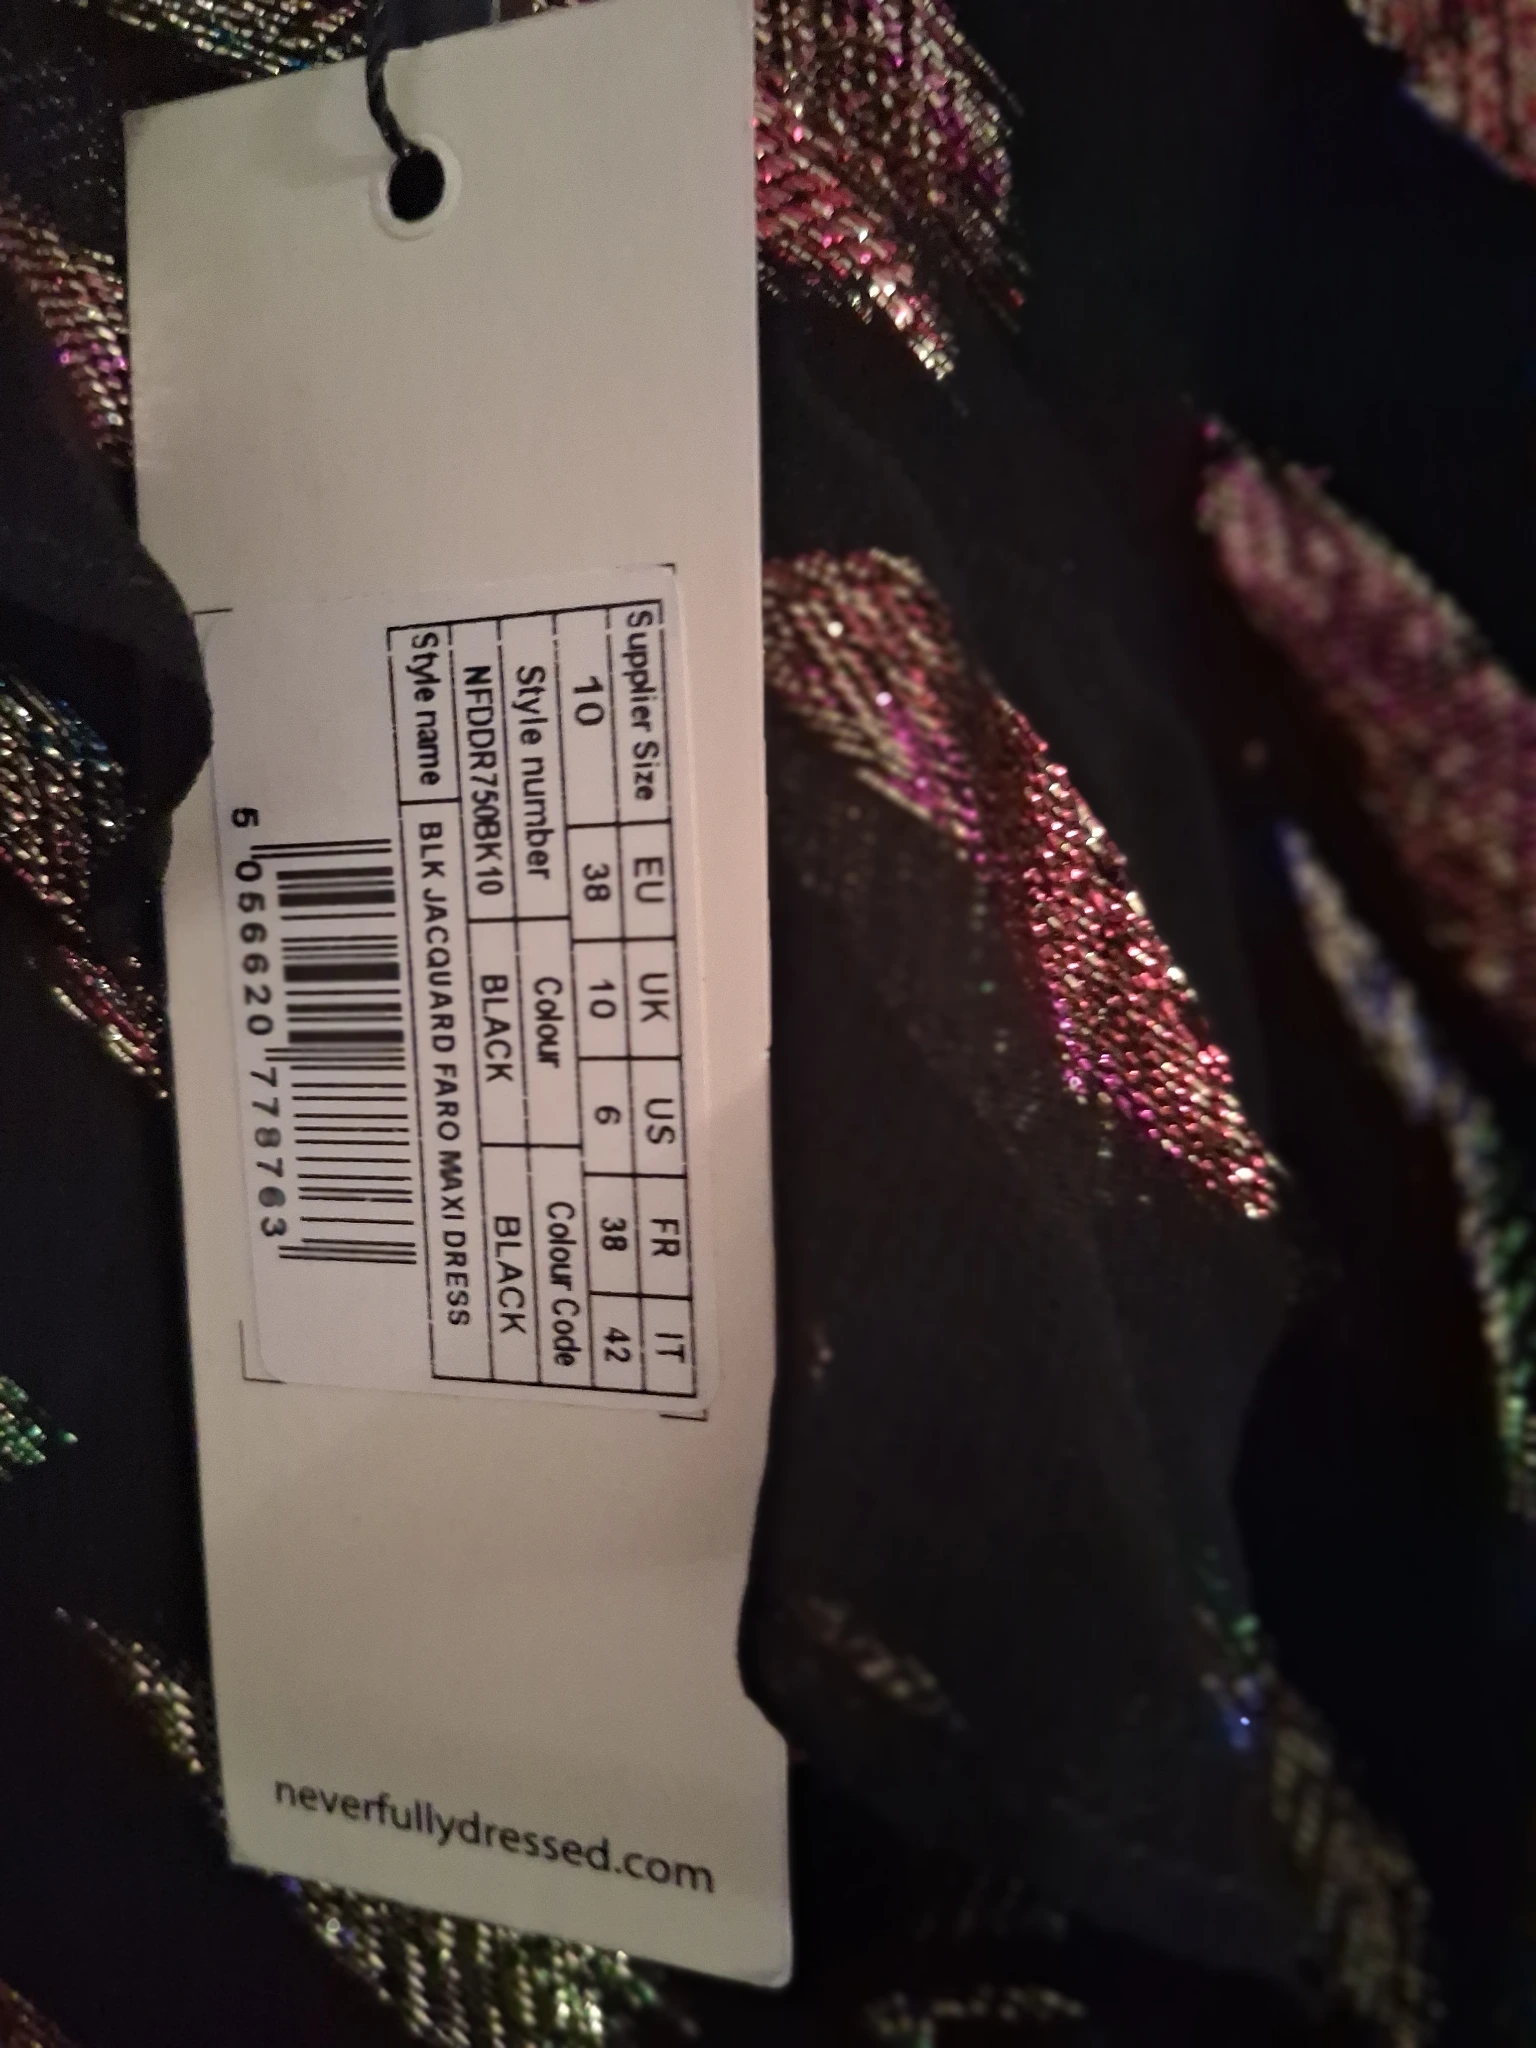 Supplier Size EU UK US FR IT
10 38 10 6 38 42
Style number Colour Colour Code
NFDDR750BK10 BLACK BLACK
Style name BLK JACQUARD FARO MAXI DRESS
5 056620 778763
neverfullydressed.com